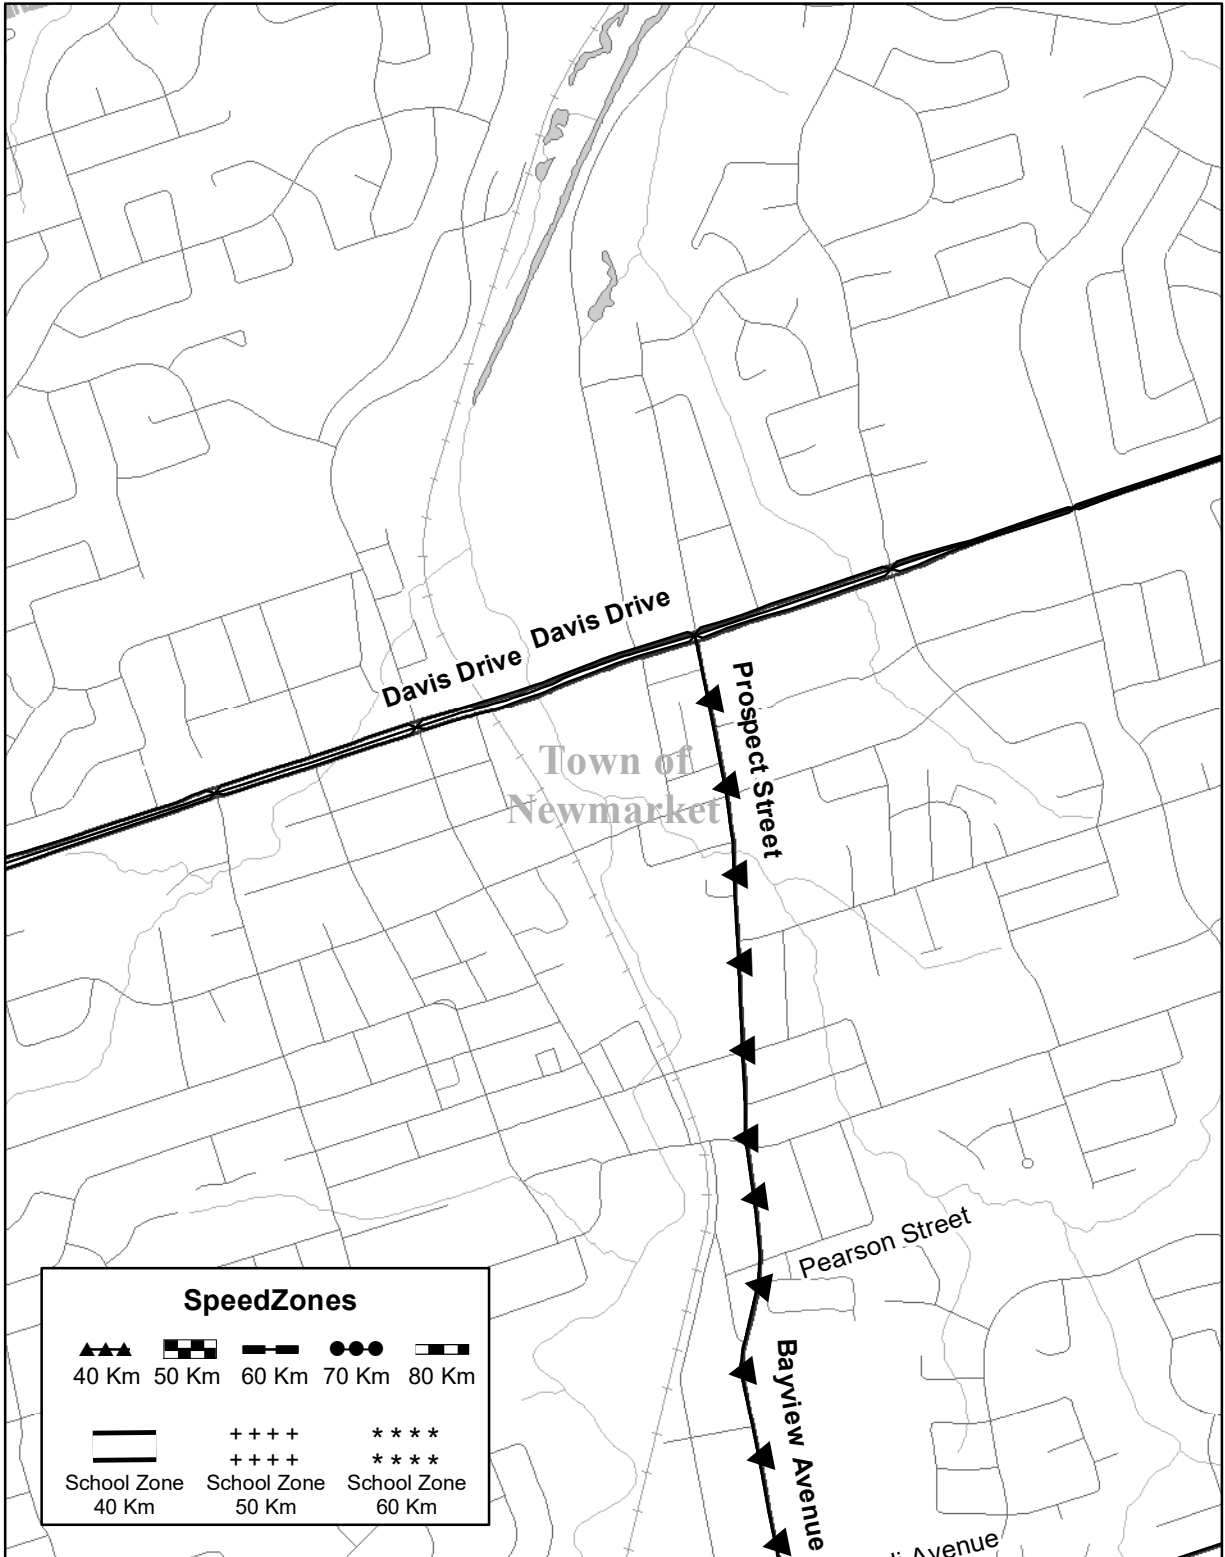 Davis Drive
Davis Drive
Prospect Street
Town of
Newmarket
Pearson Street
Bayview Avenue
Avenue
SpeedZones
40 Km 50 Km 60 Km 70 Km 80 Km
School Zone School Zone School Zone
40 Km 50 Km 60 Km